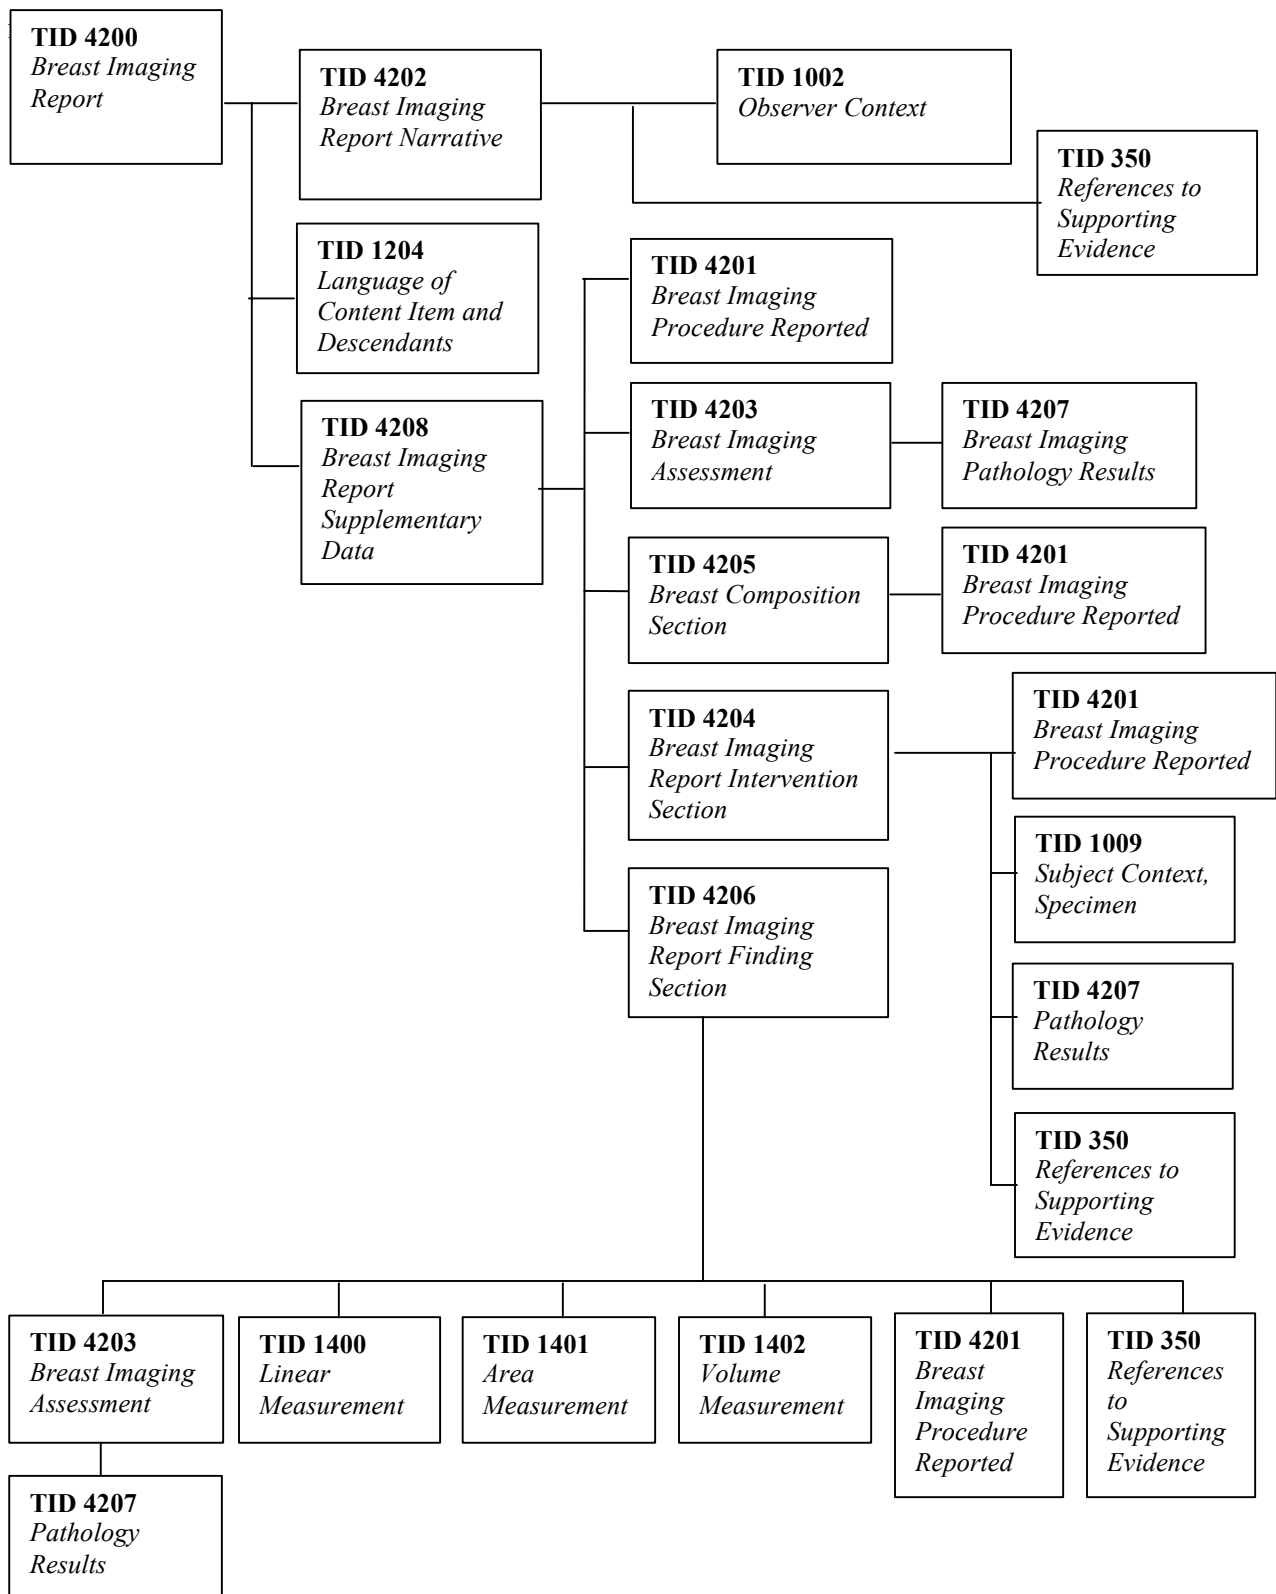 TID 4200
Breast Imaging
Report
TID 4202
Breast Imaging
Report Narrative
TID 1002
Observer Context
TID 350
References to
Supporting
Evidence
TID 1204
Language of
Content Item and
Descendants
TID 4201
Breast Imaging
Procedure Reported
TID 4208
Breast Imaging
Report
Supplementary
Data
TID 4203
Breast Imaging
Assessment
TID 4207
Breast Imaging
Pathology Results
TID 4205
Breast Composition
Section
TID 4201
Breast Imaging
Procedure Reported
TID 4204
Breast Imaging
Report Intervention
Section
TID 4201
Breast Imaging
Procedure Reported
TID 1009
Subject Context,
Specimen
TID 4207
Pathology
Results
TID 350
References to
Supporting
Evidence
TID 4206
Breast Imaging
Report Finding
Section
TID 4203
Breast Imaging
Assessment
TID 1400
Linear
Measurement
TID 1401
Area
Measurement
TID 1402
Volume
Measurement
TID 4201
Breast
Imaging
Procedure
Reported
TID 350
References
to
Supporting
Evidence
TID 4207
Pathology
Results